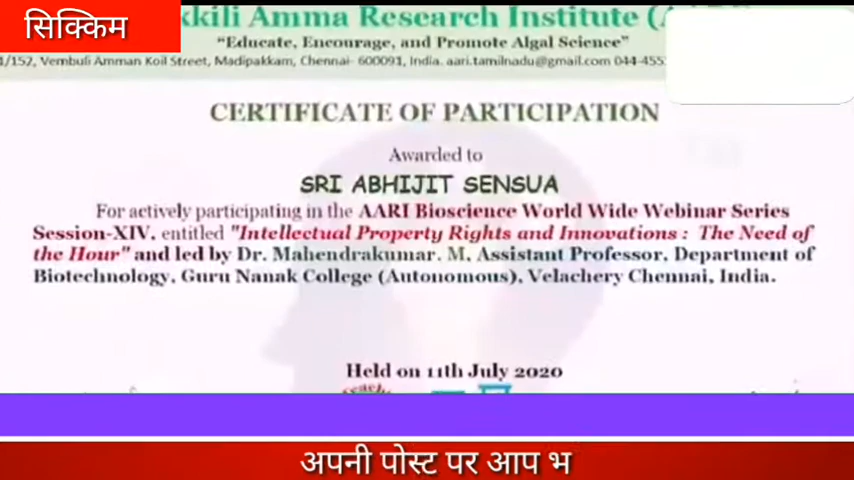 सिक्किम
kkili Amma Research Institute
"Educate, Encourage, and Promote Algal Science"
1/152, Vembuli Amman Koil Street, Madipakkam, Chennai- 600091, India. aari.tamilnadu@gmail.com 044-455
CERTIFICATE OF PARTICIPATION
Awarded to
SRI ABHIJIT SENSUA
For actively participating in the AARI Bioscience World Wide Webinar Series
Session-XIV, entitled "Intellectual Property Rights and Innovations : The Need of
the Hour" and led by Dr. Mahendrakumar. M, Assistant Professor, Department of
Biotechnology, Guru Nanak College (Autonomous), Velachery Chennai, India.
Held on 11th July 2020
अपनी पोस्ट पर आप भ